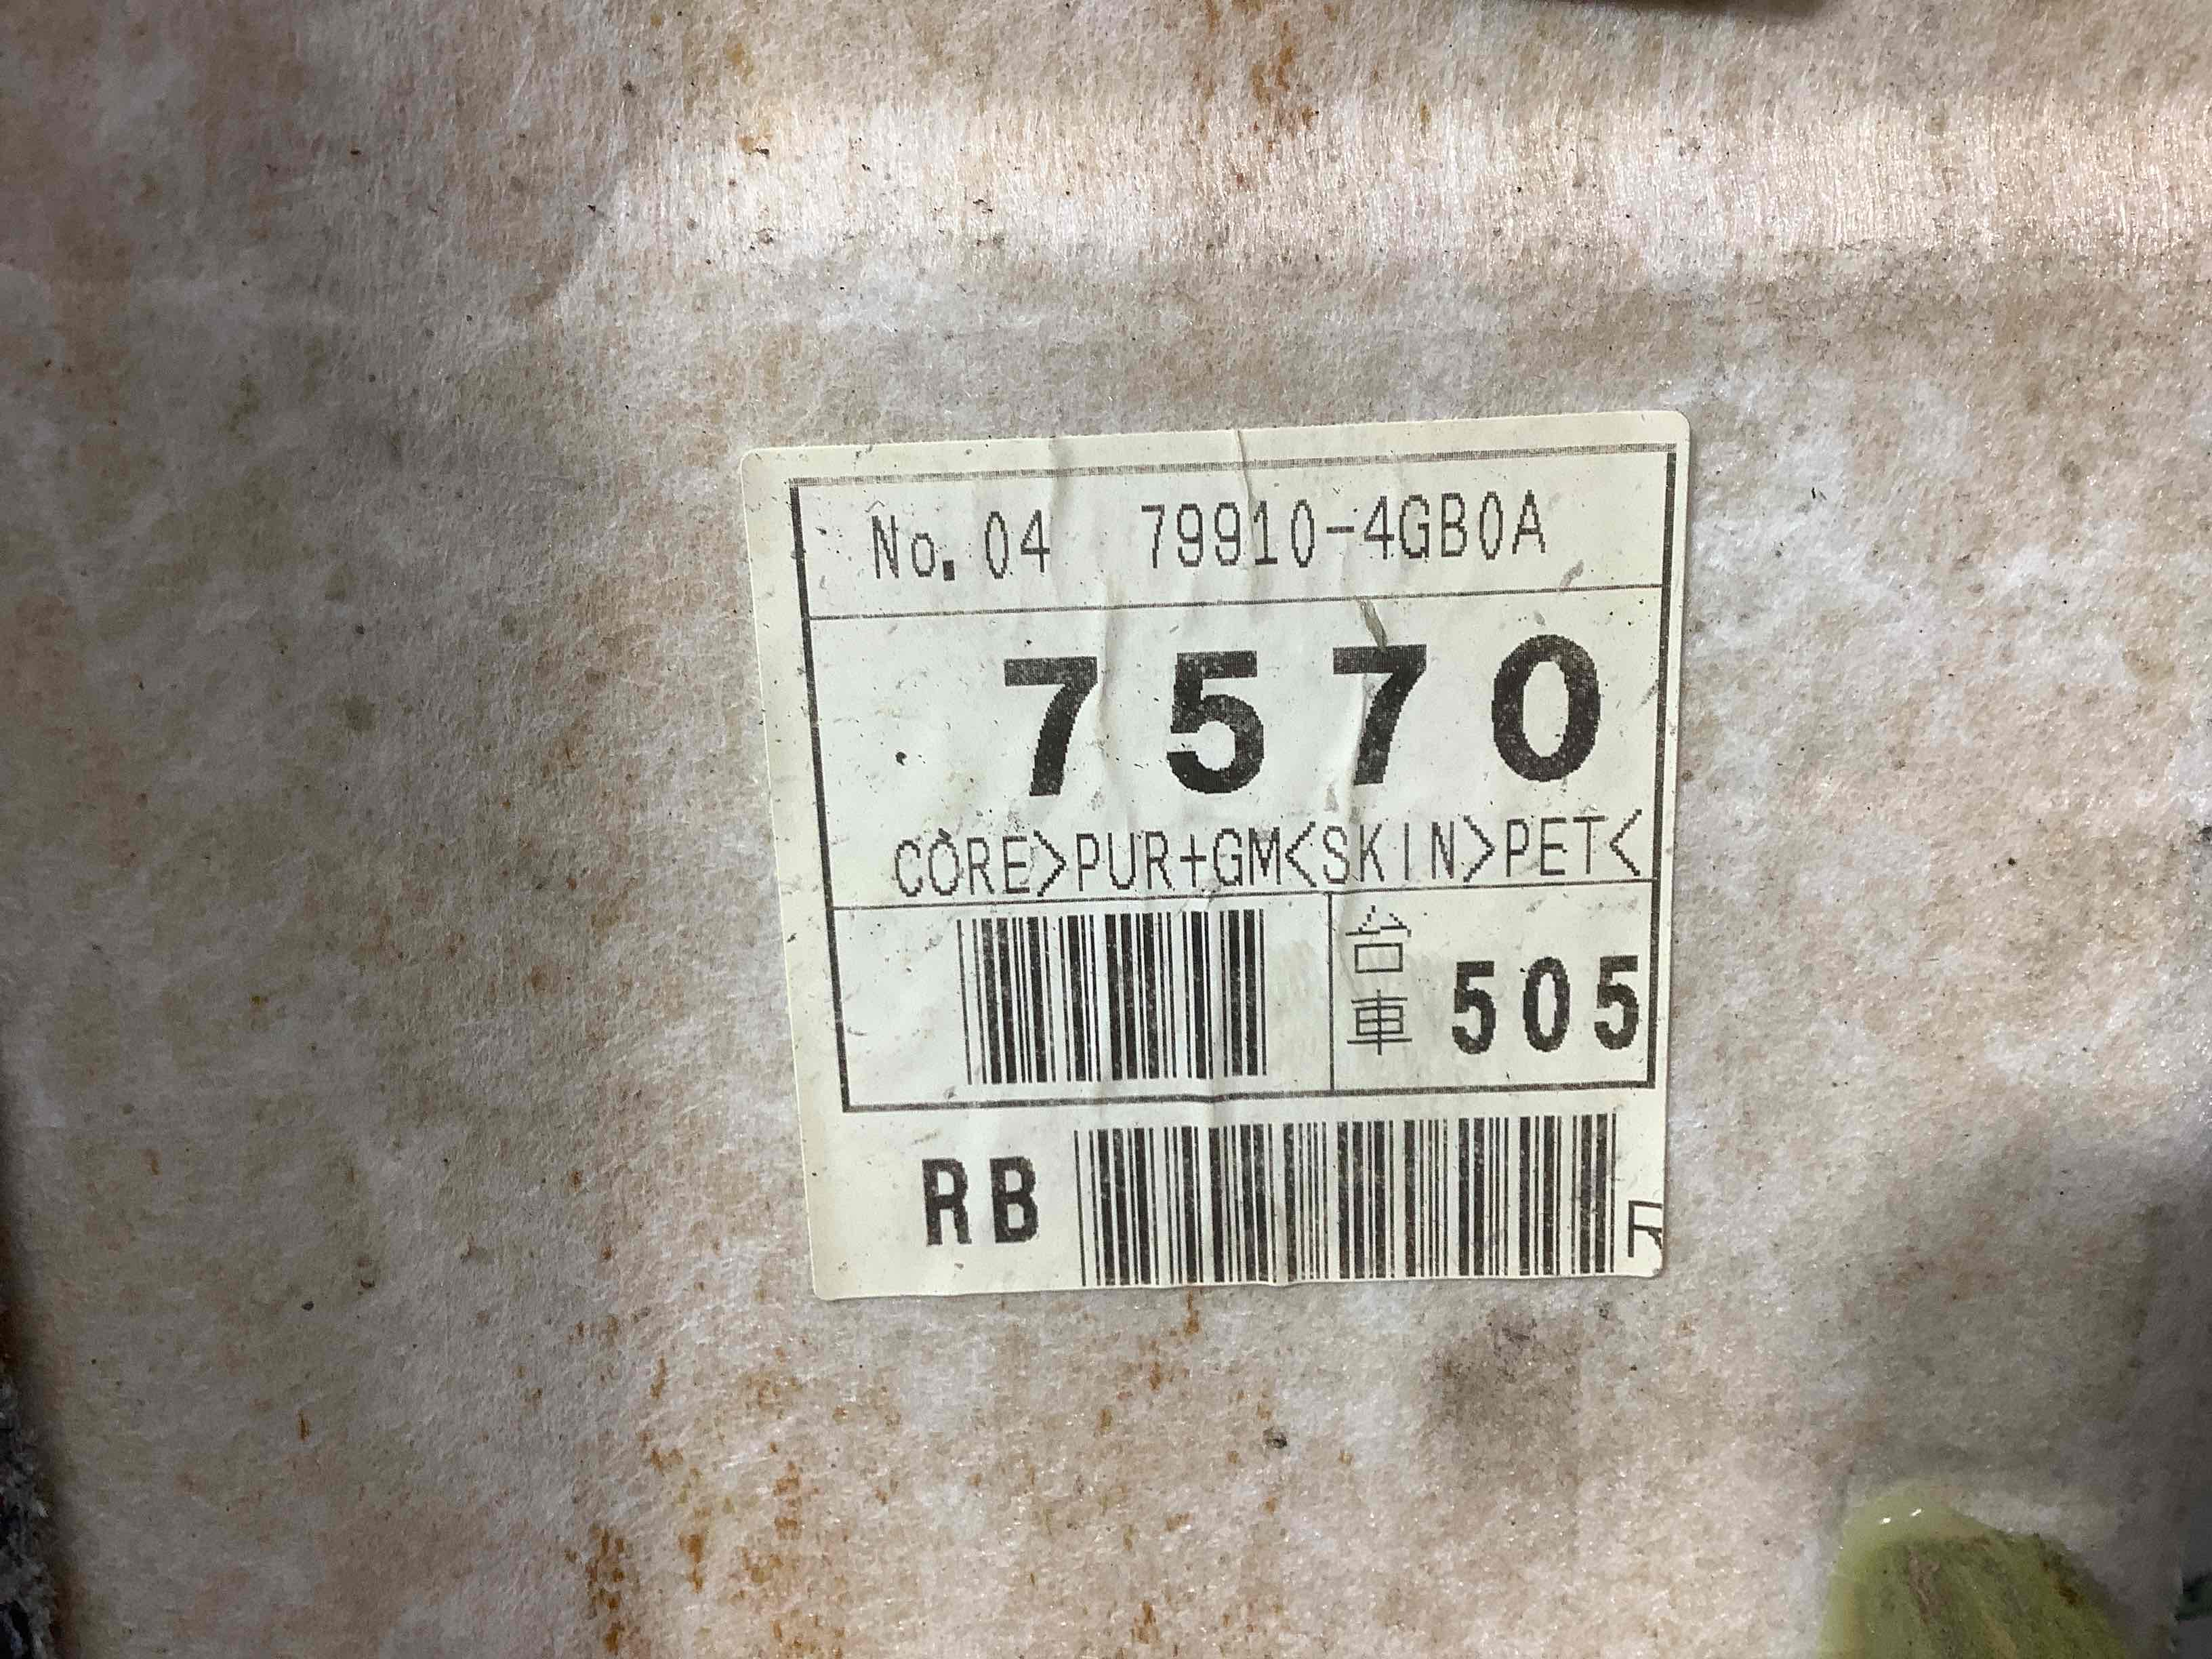 No.04 79910-4GB0A
7570
CORE>PUR+GM<SKIN>PET<
台車 505
RB